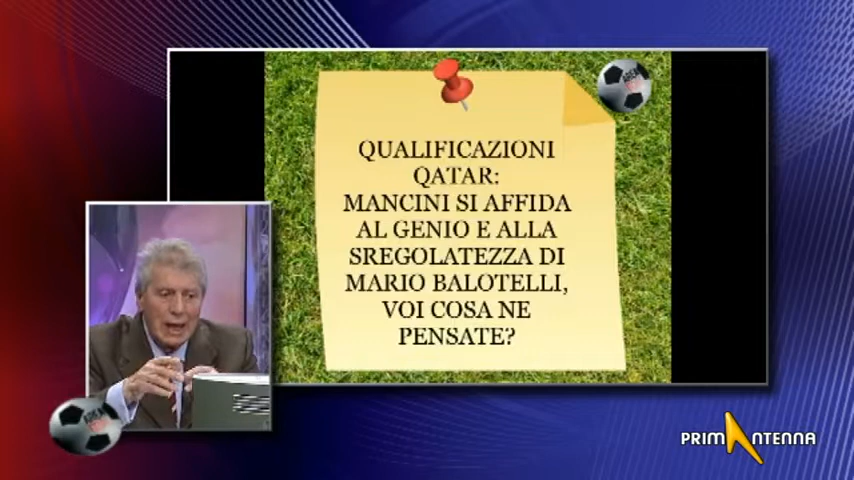 QUALIFICAZIONI
QATAR:
MANCINI SI AFFIDA
AL GENIO E ALLA
SREGOLATEZZA DI
MARIO BALOTELLI,
VOI COSA NE
PENSATE?
PRIMANTENNA